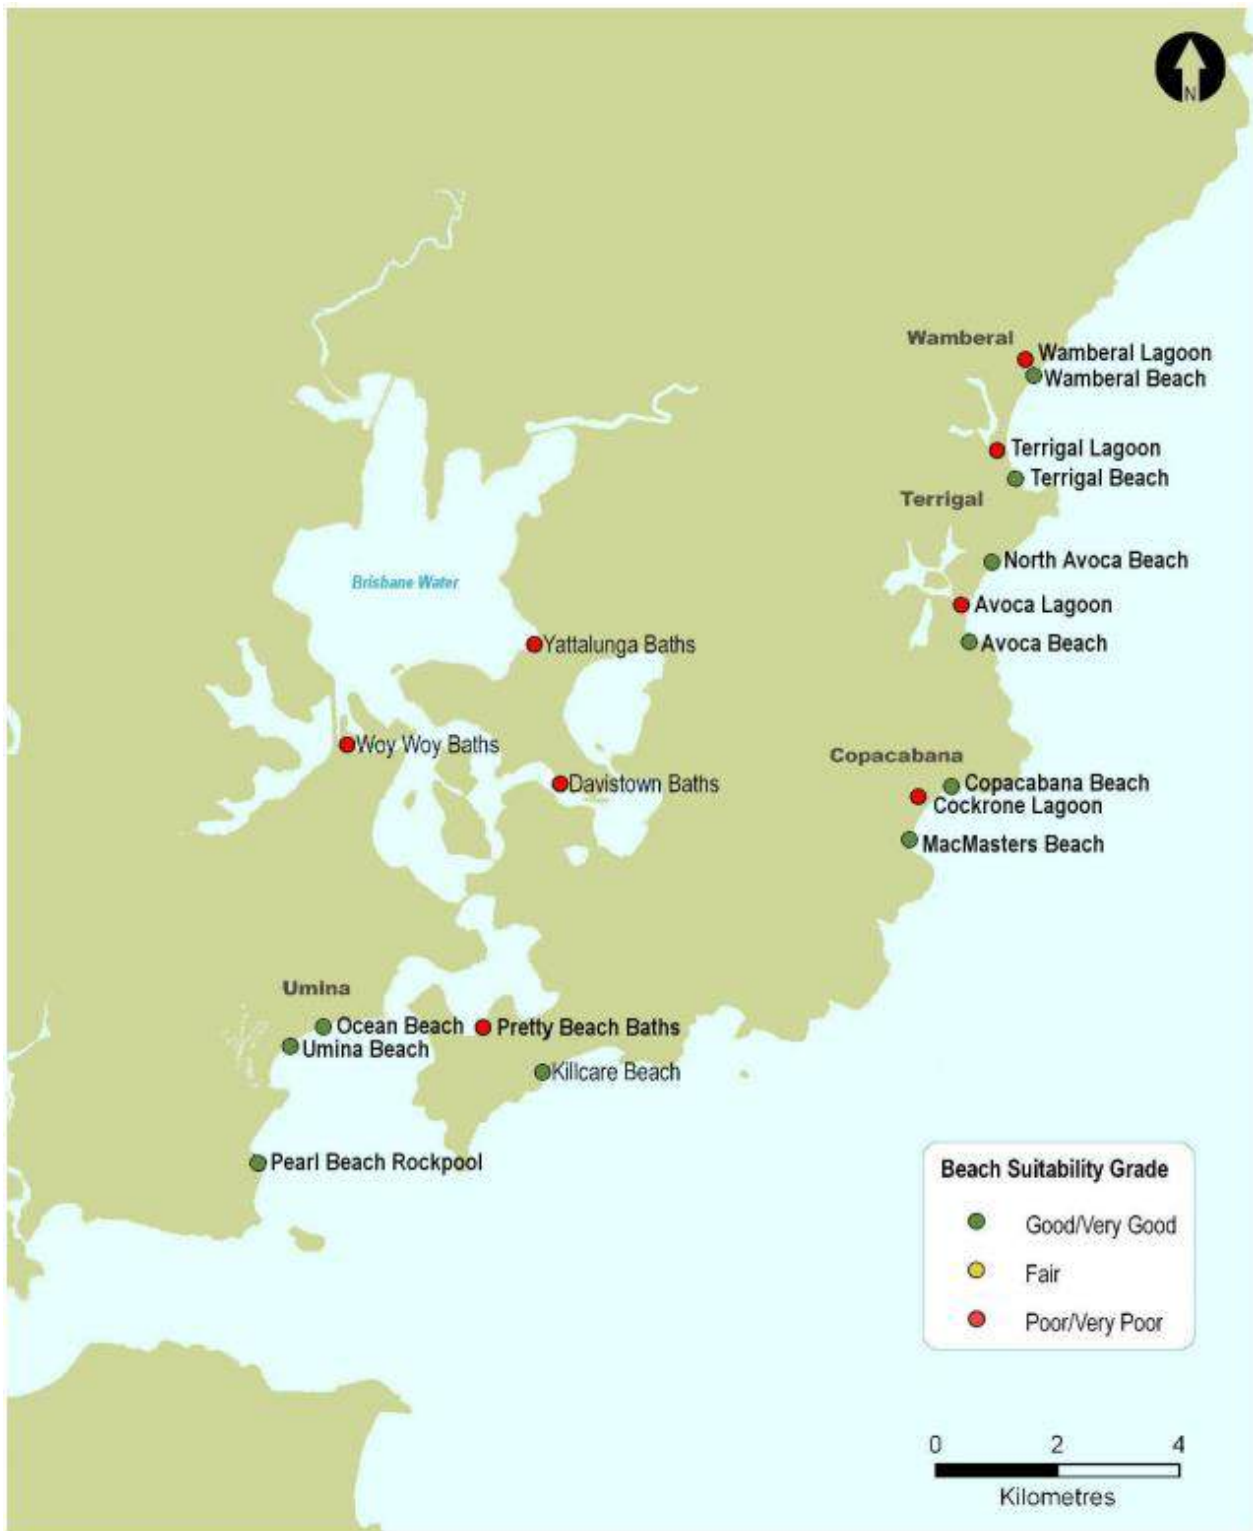 N
Wamberal
Wamberal Lagoon
Wamberal Beach
Terrigal Lagoon
Terrigal Beach
Terrigal
North Avoca Beach
Brisbane Water
Avoca Lagoon
Yattalunga Baths
Avoca Beach
Woy Woy Baths
Copacabana
Davistown Baths
Copacabana Beach
Cockrone Lagoon
MacMasters Beach
Umina
Ocean Beach
Pretty Beach Baths
Umina Beach
Killcare Beach
Pearl Beach Rockpool
Beach Suitability Grade
Good/Very Good
Fair
Poor/Very Poor
0 2 4
Kilometres